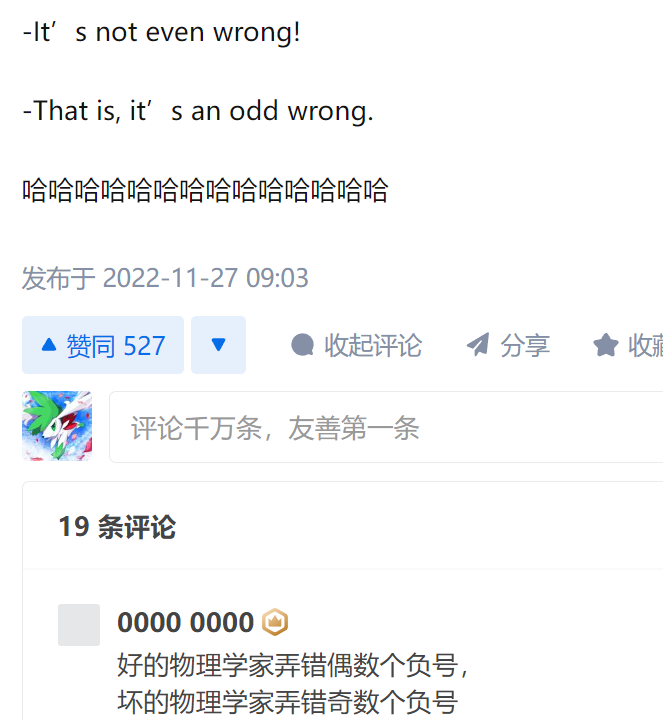 -It’s not even wrong!
-That is, it’s an odd wrong.
哈哈哈哈哈哈哈哈哈哈哈哈哈哈
发布于 2022-11-27 09:03
赞同 527
收起评论
分享
评论千万条，友善第一条
19 条评论
0000 0000
好的物理学家弄错偶数个负号，
坏的物理学家弄错奇数个负号